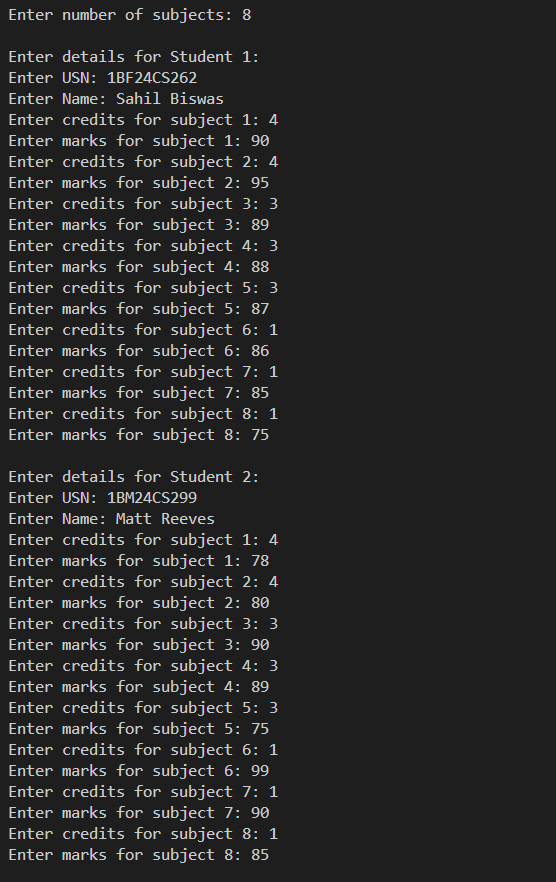 Enter number of subjects: 8
Enter details for Student 1:
Enter USN: 1BF24CS262
Enter Name: Sahil Biswas
Enter credits for subject 1: 4
Enter marks for subject 1: 90
Enter credits for subject 2: 4
Enter marks for subject 2: 95
Enter credits for subject 3: 3
Enter marks for subject 3: 89
Enter credits for subject 4: 3
Enter marks for subject 4: 88
Enter credits for subject 5: 3
Enter marks for subject 5: 87
Enter credits for subject 6: 1
Enter marks for subject 6: 86
Enter credits for subject 7: 1
Enter marks for subject 7: 85
Enter credits for subject 8: 1
Enter marks for subject 8: 75
Enter details for Student 2:
Enter USN: 1BM24CS299
Enter Name: Matt Reeves
Enter credits for subject 1: 4
Enter marks for subject 1: 78
Enter credits for subject 2: 4
Enter marks for subject 2: 80
Enter credits for subject 3: 3
Enter marks for subject 3: 90
Enter credits for subject 4: 3
Enter marks for subject 4: 89
Enter credits for subject 5: 3
Enter marks for subject 5: 75
Enter credits for subject 6: 1
Enter marks for subject 6: 99
Enter credits for subject 7: 1
Enter marks for subject 7: 90
Enter credits for subject 8: 1
Enter marks for subject 8: 85